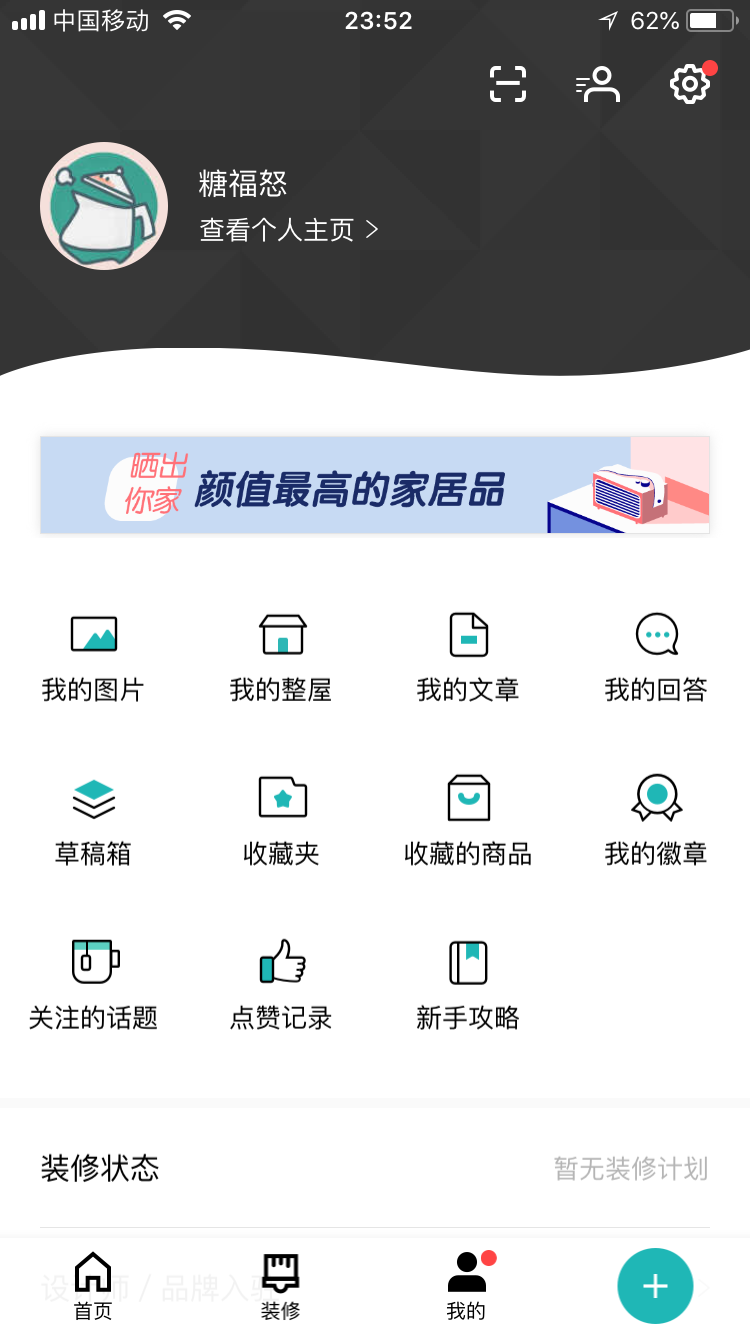 中国移动 23:52 62%
糖福怒
查看个人主页
晒出
你家
颜值最高的家居品
我的图片 我的整屋 我的文章 我的回答
草稿箱 收藏夹 收藏的商品 我的徽章
关注的话题 点赞记录 新手攻略
装修状态 暂无装修计划
设计师 / 品牌入驻
首页 装修 我的